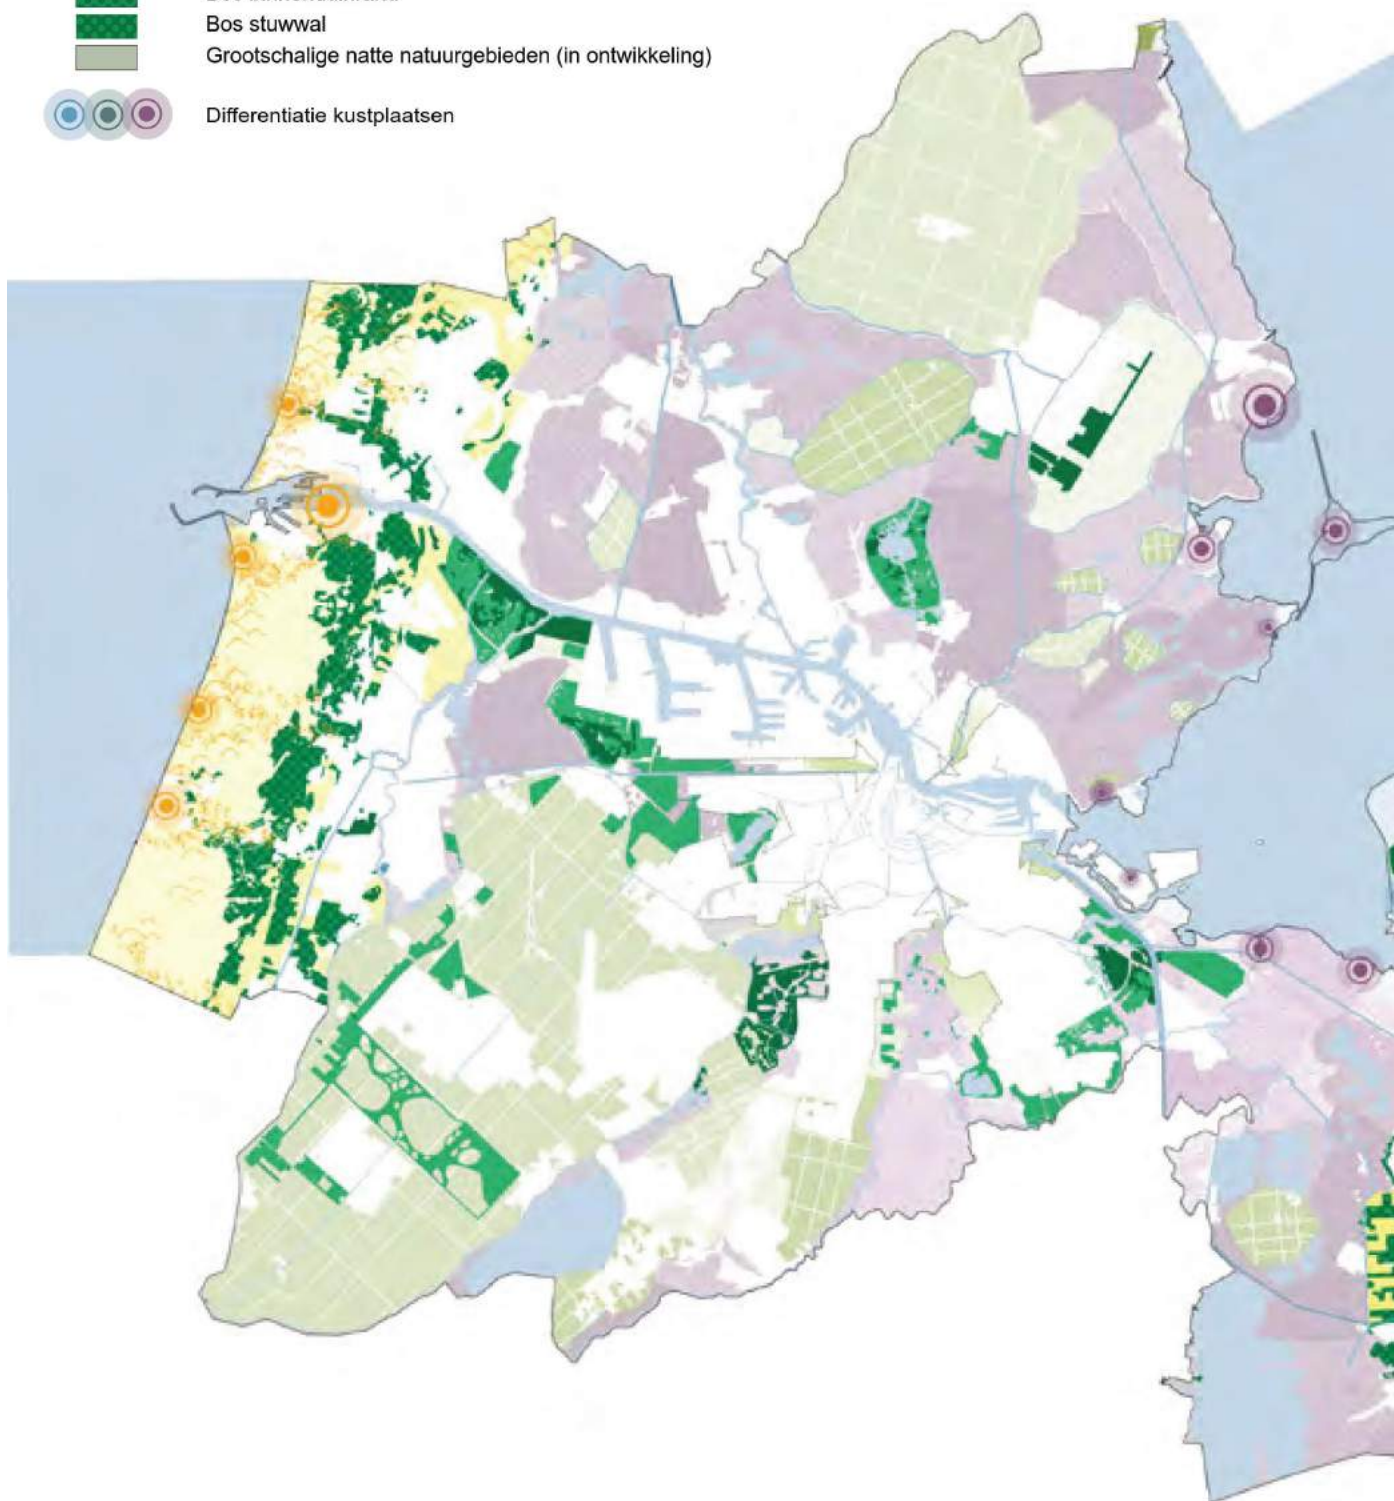 Bos stuwwal
Grootschalige natte natuurgebieden (in ontwikkeling)
Differentiatie kustplaatsen